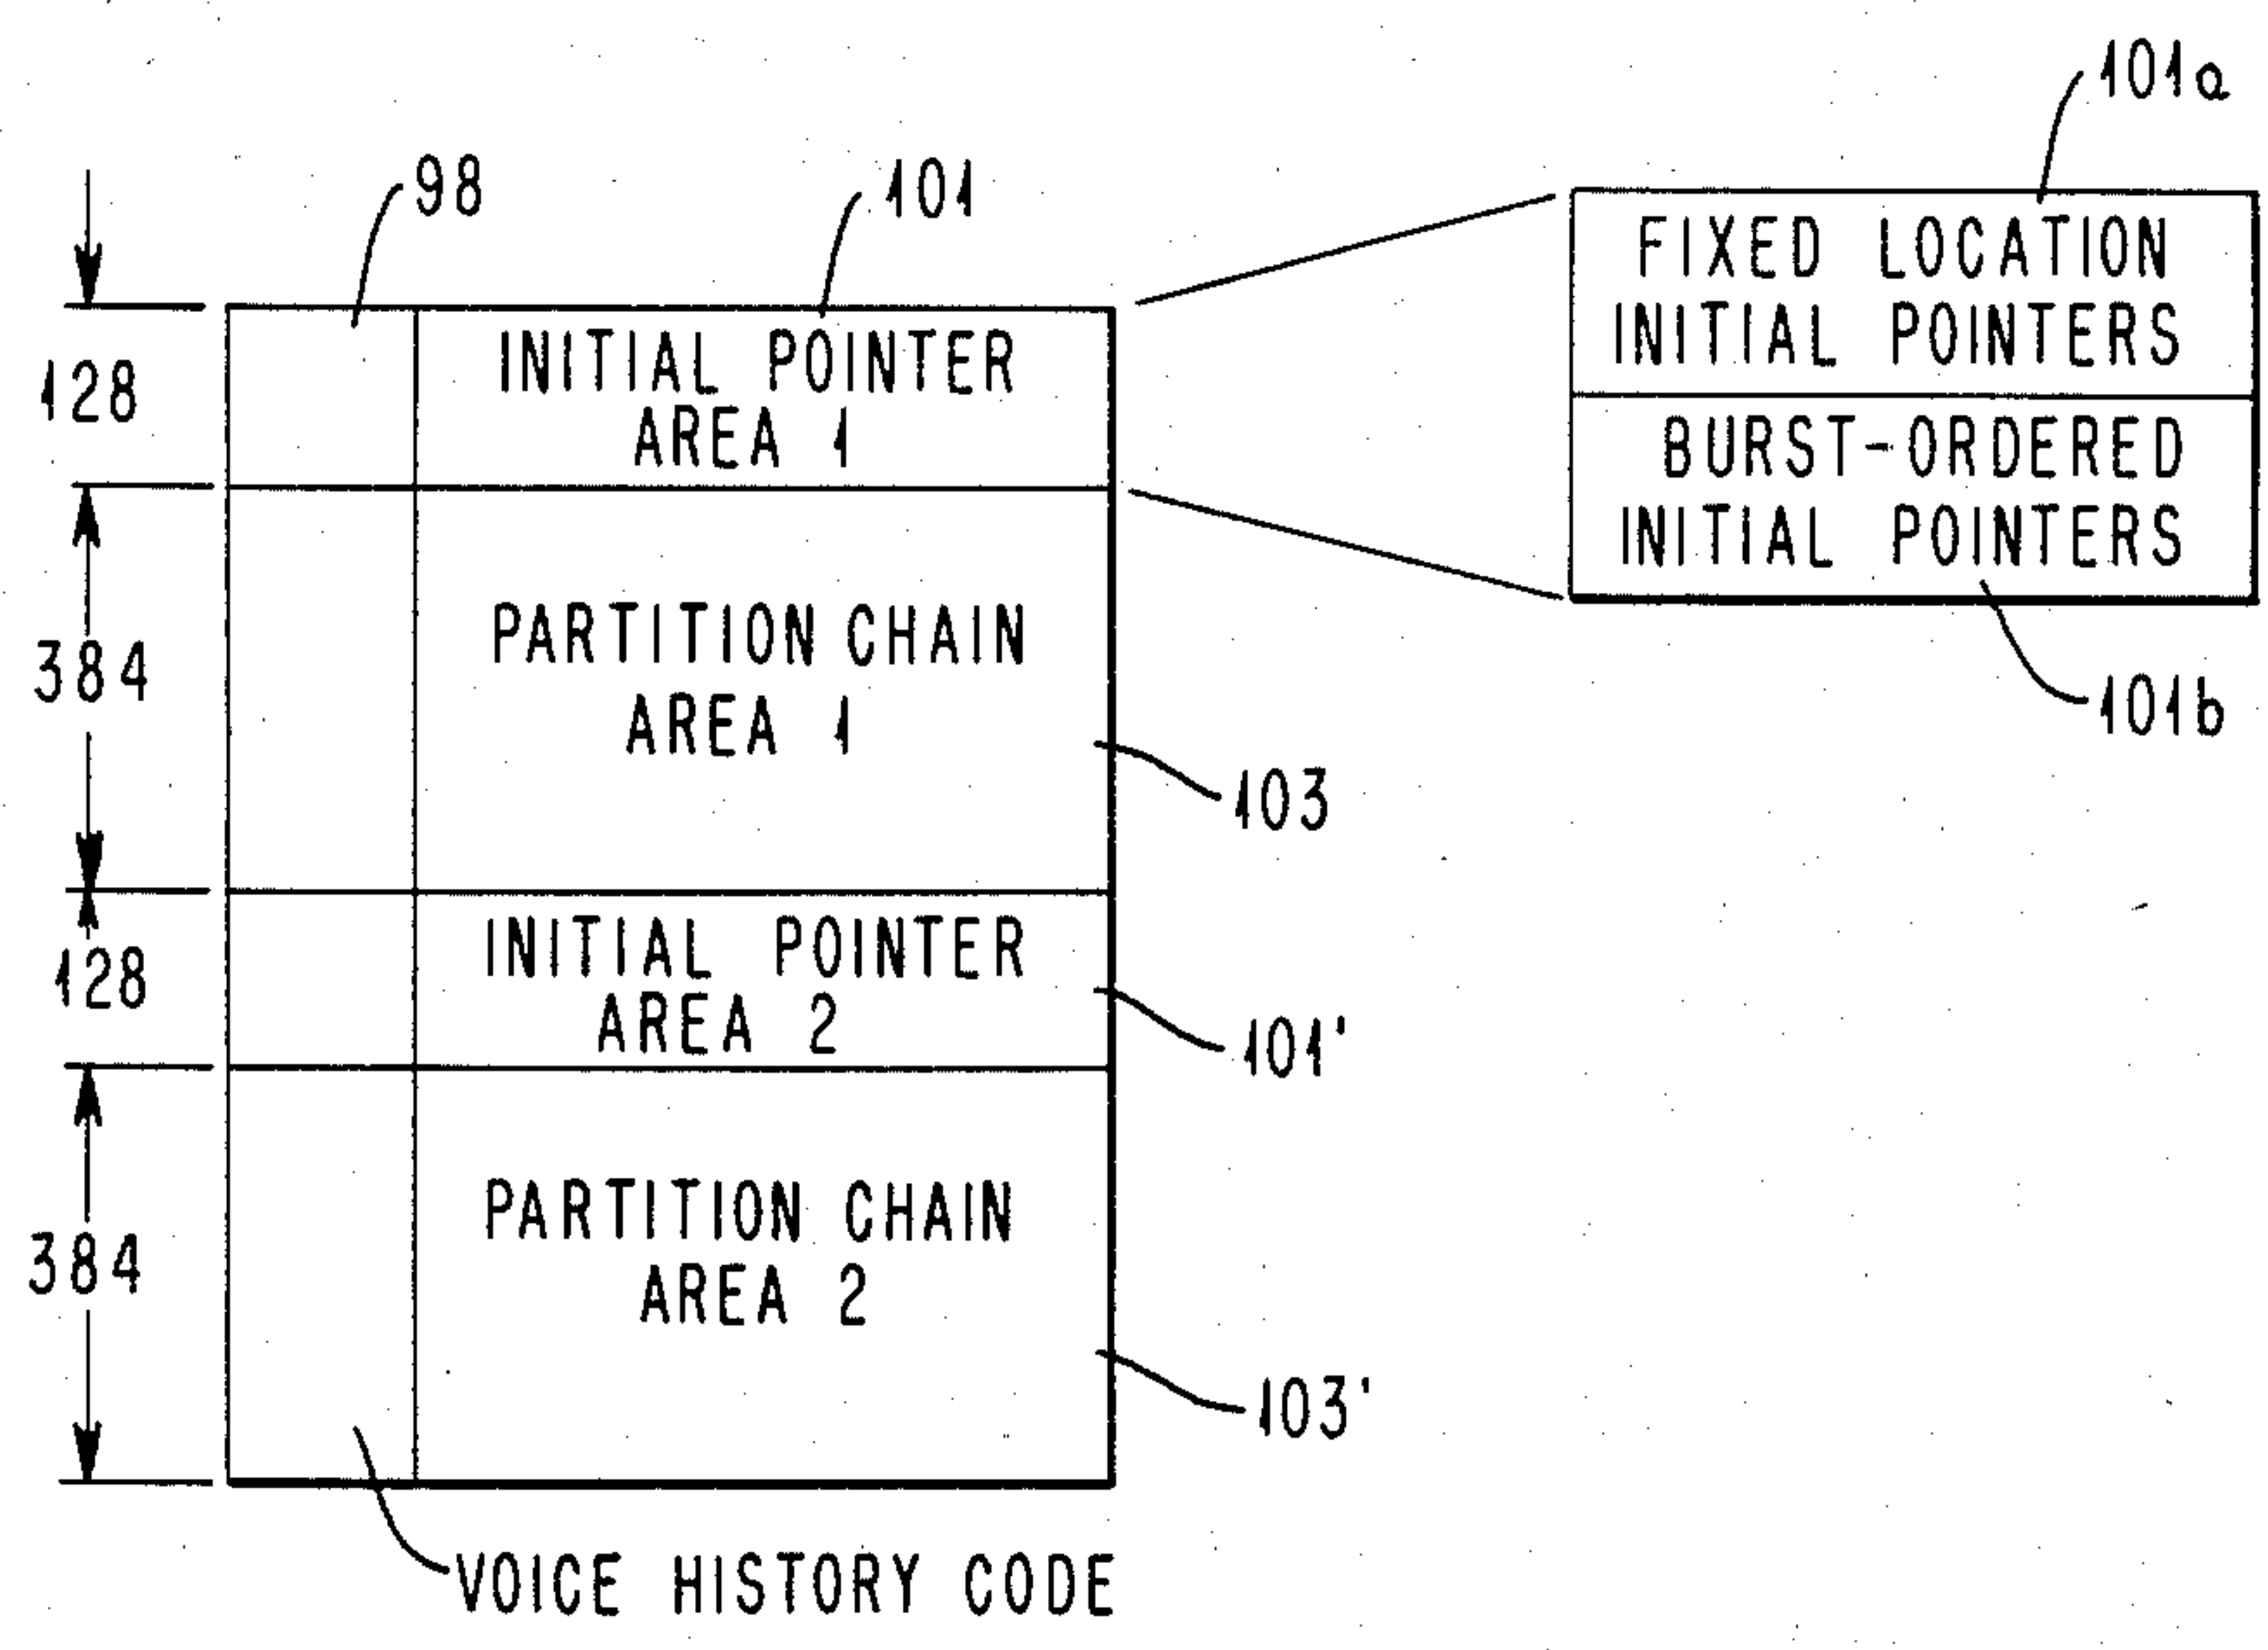 101a
98
101
FIXED LOCATION
INITIAL POINTERS
128
INITIAL POINTER
AREA 1
BURST-ORDERED
INITIAL POINTERS
101b
384
PARTITION CHAIN
AREA 1
103
128
INITIAL POINTER
AREA 2
101'
384
PARTITION CHAIN
AREA 2
103'
VOICE HISTORY CODE